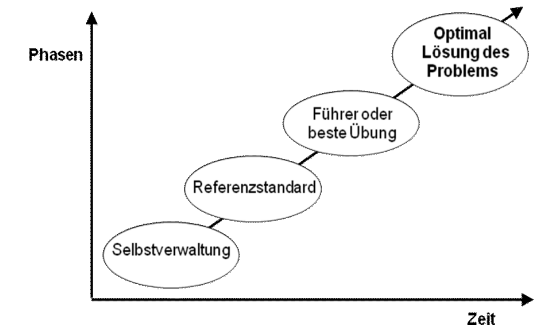 Phasen
Optimal
Lösung des
Problems
Führer oder
beste Übung
Referenzstandard
Selbstverwaltung
Zeit